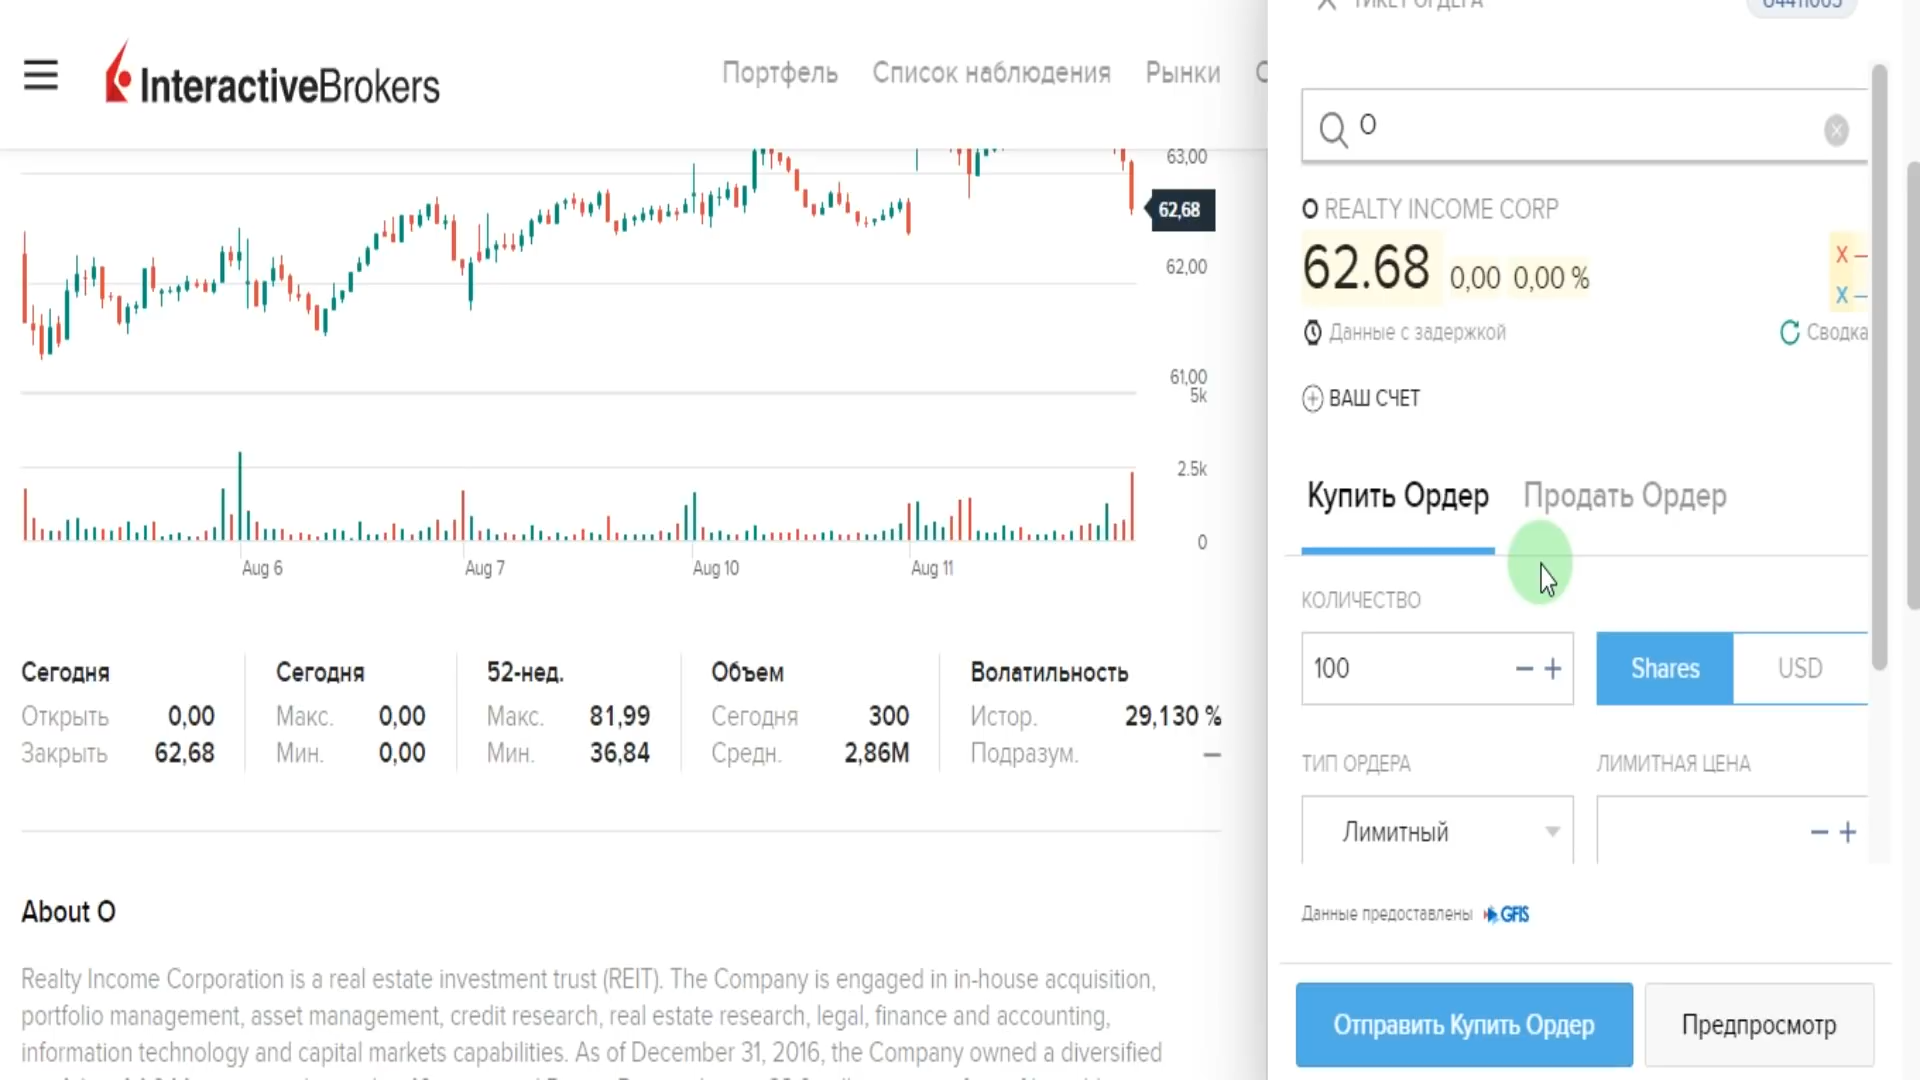 InteractiveBrokers
Портфель Список наблюдения Рынки
63,00
62,68
62,00
61,00
5k
2.5k
0
Aug 6 Aug 7 Aug 10 Aug 11
Сегодня Сегодня 52-нед. Объем Волатильность
Открыть 0,00 Макс. 0,00 Макс. 81,99 Сегодня 300 Истор. 29,130 %
Закрыть 62,68 Мин. 0,00 Мин. 36,84 Средн. 2,86M Подразум. –
About O
Realty Income Corporation is a real estate investment trust (REIT). The Company is engaged in in-house acquisition,
portfolio management, asset management, credit research, real estate research, legal, finance and accounting,
information technology and capital markets capabilities. As of December 31, 2016, the Company owned a diversified
ТИКЕТ ОРДЕРА
O
O REALTY INCOME CORP
62.68 0,00 0,00 %
X –
X –
Данные с задержкой Сводка
ВАШ СЧЕТ
Купить Ордер Продать Ордер
КОЛИЧЕСТВО
100 − + Shares USD
ТИП ОРДЕРА ЛИМИТНАЯ ЦЕНА
Лимитный − +
Данные предоставлены GFIS
Отправить Купить Ордер Предпросмотр